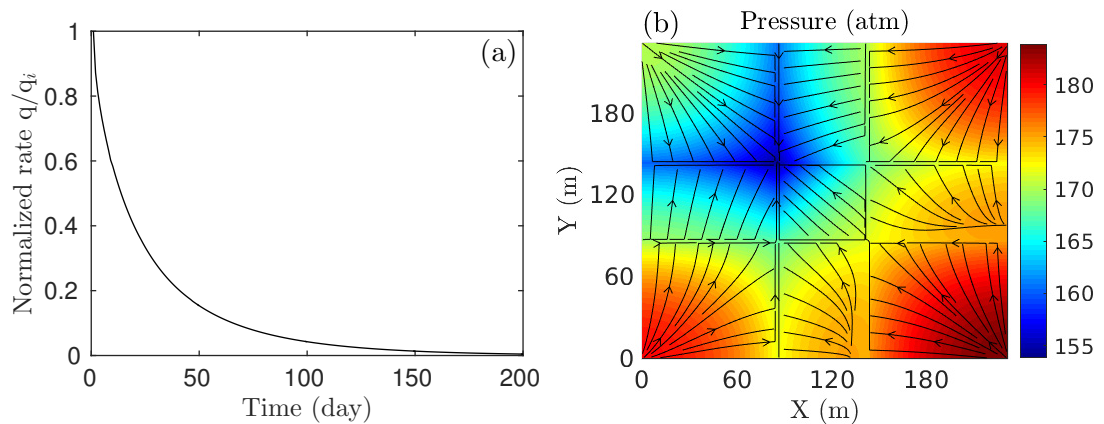 (a)
Normalized rate q/qᵢ
1
0.8
0.6
0.4
0.2
0
0 50 100 150 200
Time (day)
(b) Pressure (atm)
Y (m)
180
120
60
0
0 60 120 180
X (m)
180
175
170
165
160
155